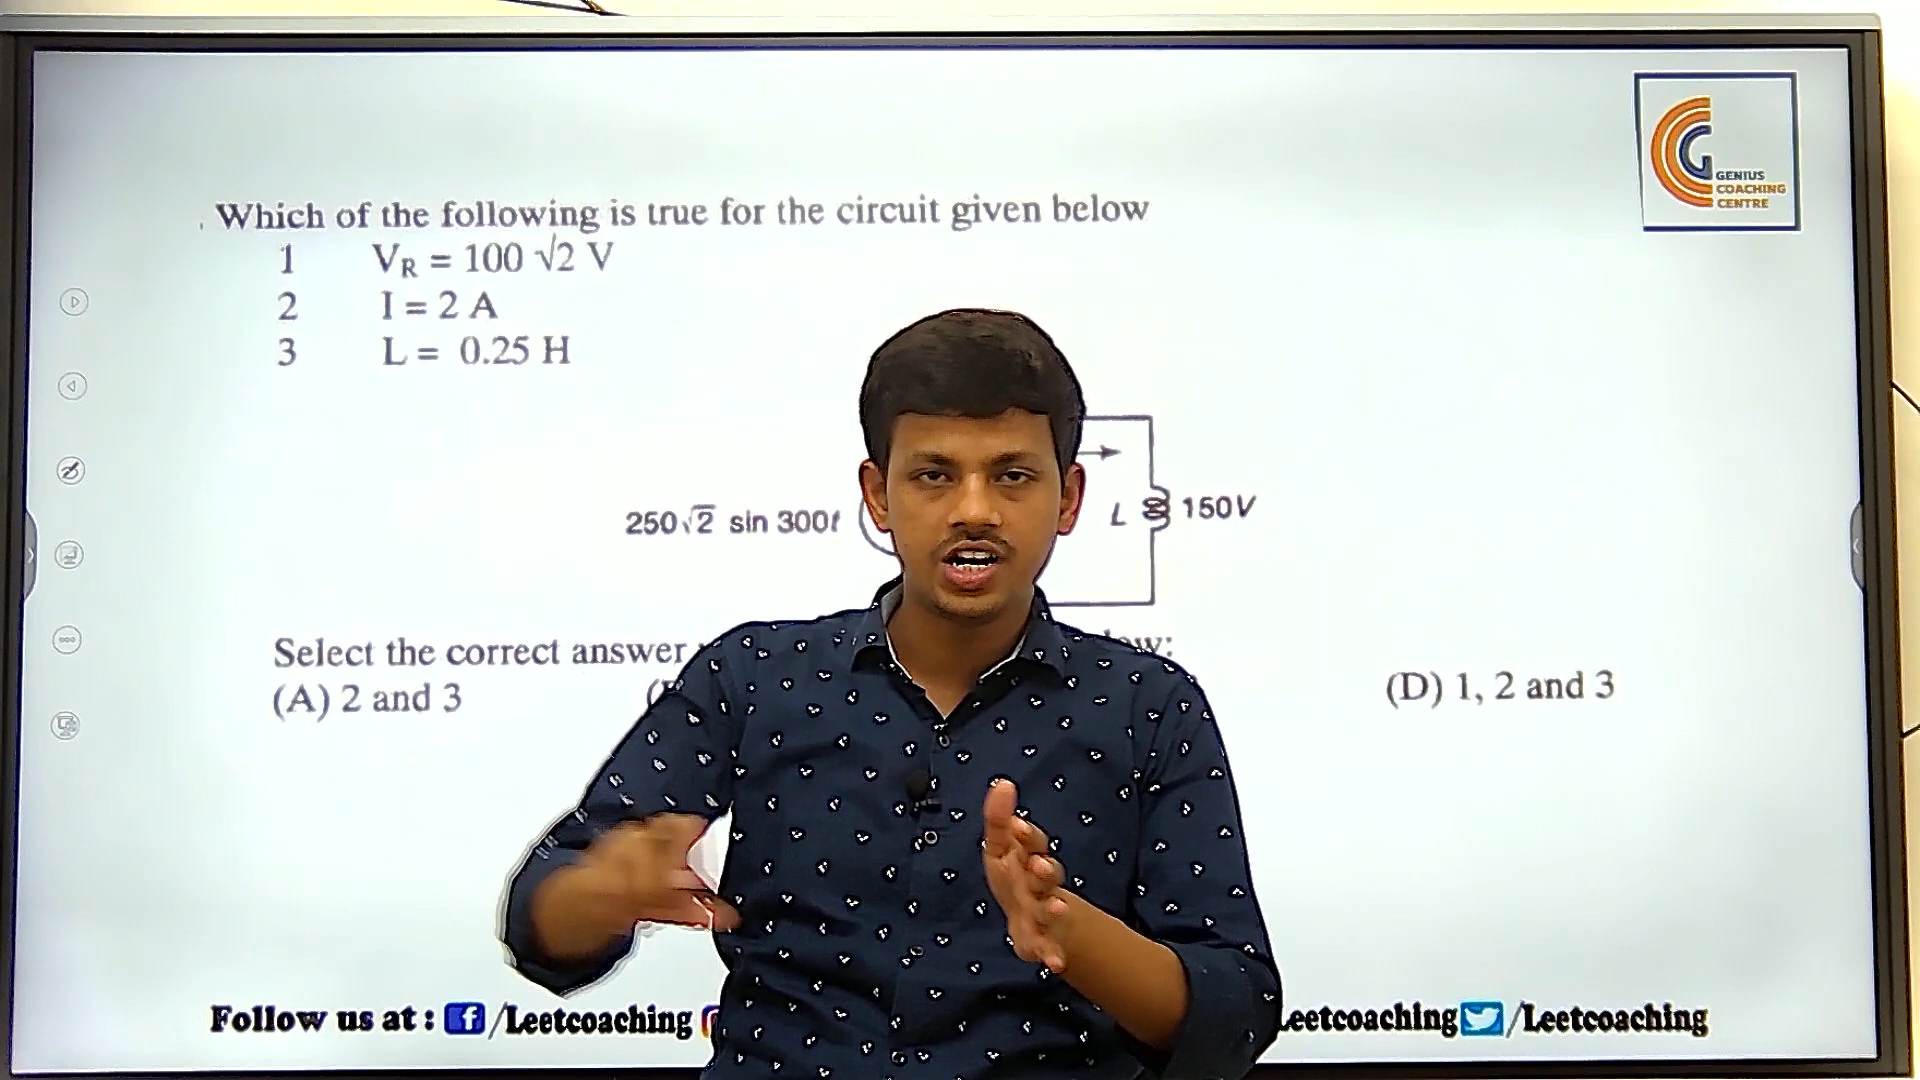 GENIUS
COACHING
CENTRE
Which of the following is true for the circuit given below
1 VR = 100 √2 V
2 I = 2 A
3 L = 0.25 H
250√2 sin 300t
L 150V
Select the correct answer
(A) 2 and 3
(D) 1, 2 and 3
Follow us at : f /Leetcoaching Leetcoaching /Leetcoaching